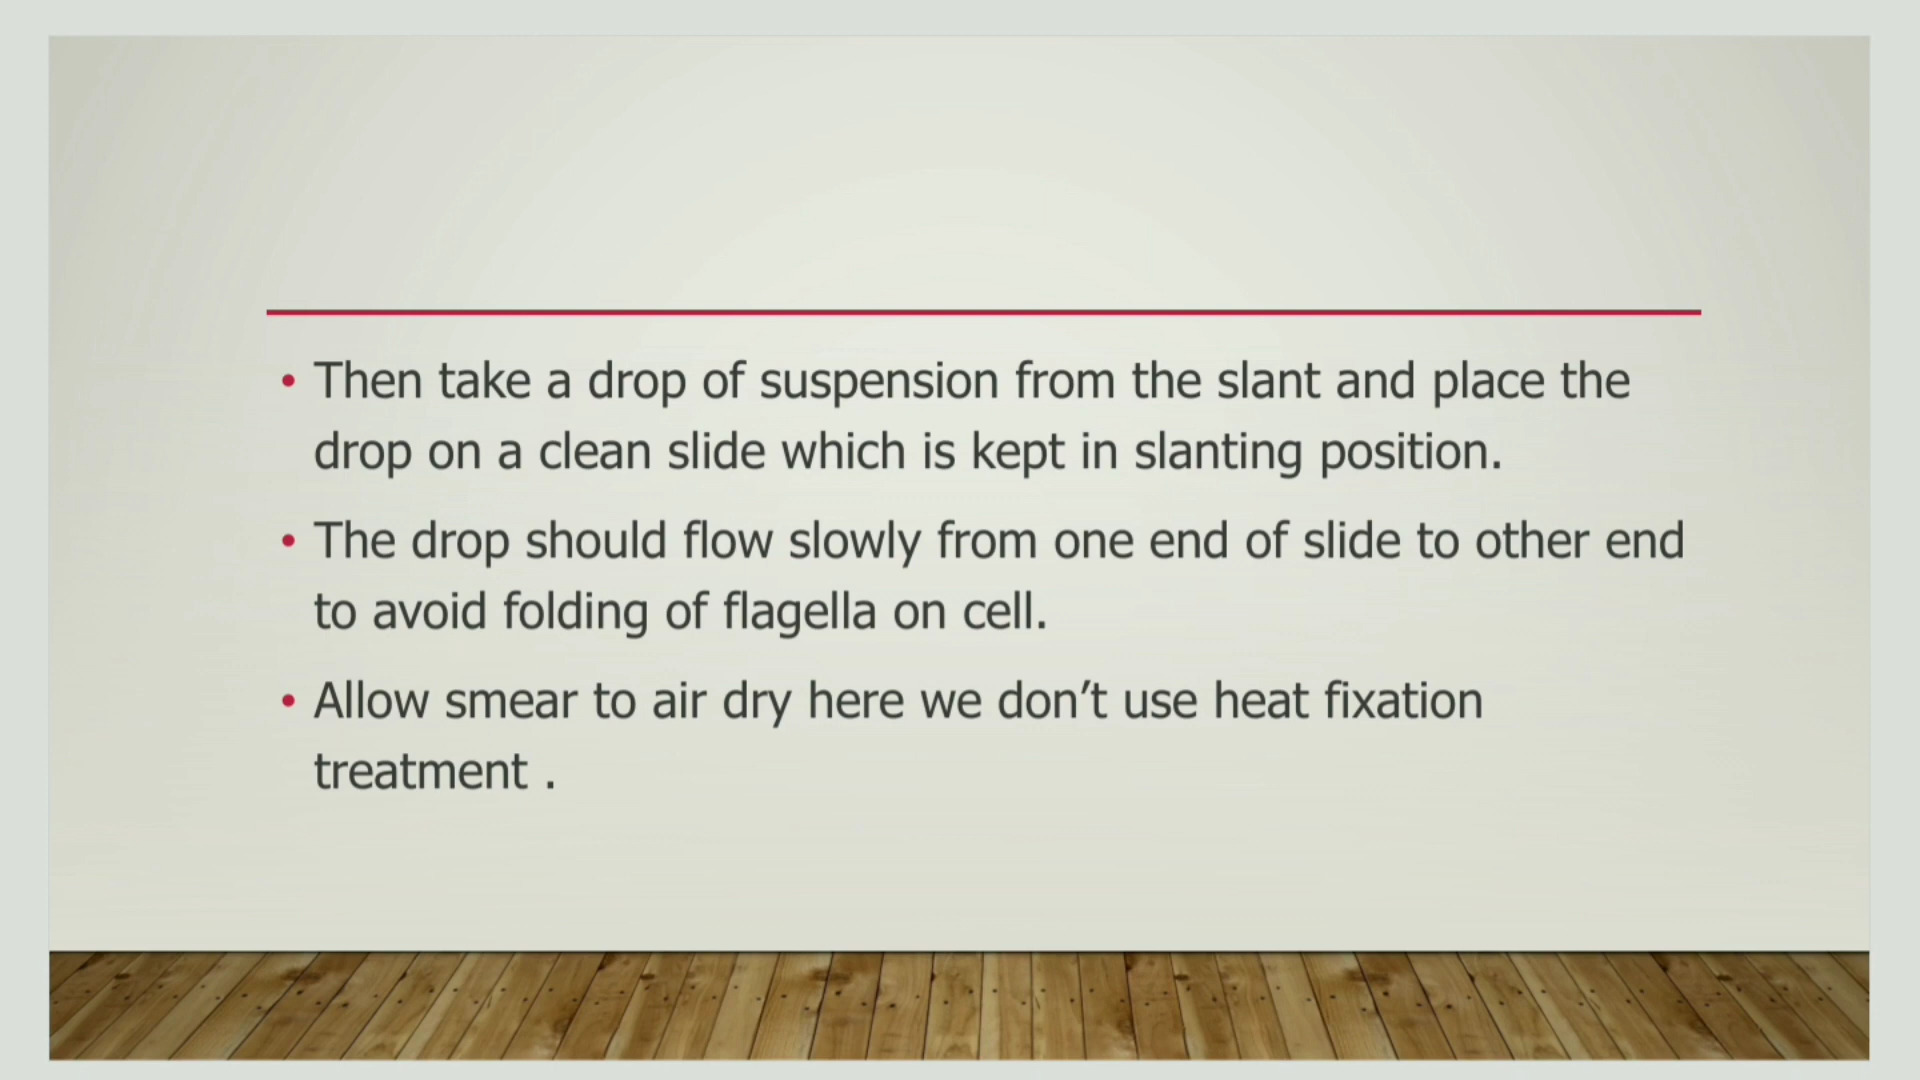 • Then take a drop of suspension from the slant and place the
drop on a clean slide which is kept in slanting position.
• The drop should flow slowly from one end of slide to other end
to avoid folding of flagella on cell.
• Allow smear to air dry here we don’t use heat fixation
treatment .